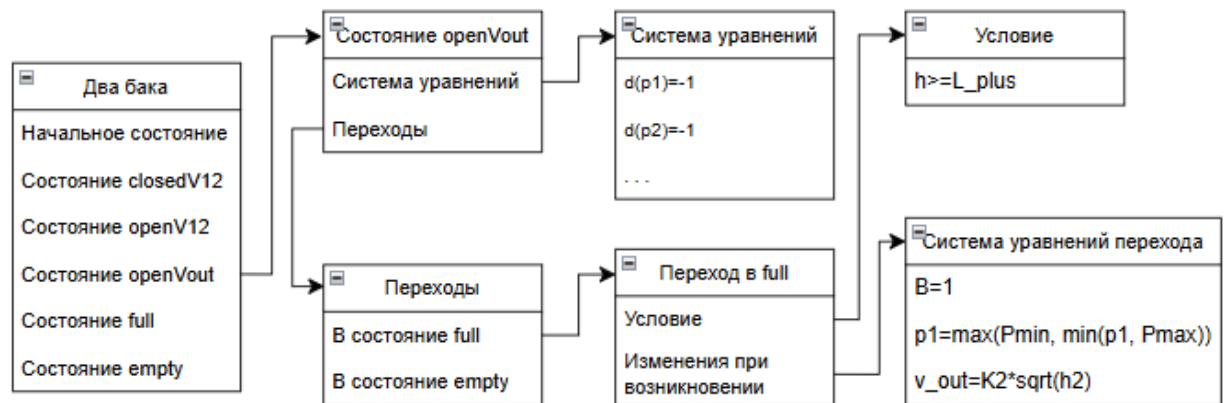 Два бака
Начальное состояние
Состояние closedV12
Состояние openV12
Состояние openVout
Состояние full
Состояние empty
Состояние openVout
Система уравнений
Переходы
Система уравнений
d(p1)=-1
d(p2)=-1
. . .
Условие
h>=L_plus
Переходы
В состояние full
В состояние empty
Переход в full
Условие
Изменения при
возникновении
Система уравнений перехода
B=1
p1=max(Pmin, min(p1, Pmax))
v_out=K2*sqrt(h2)